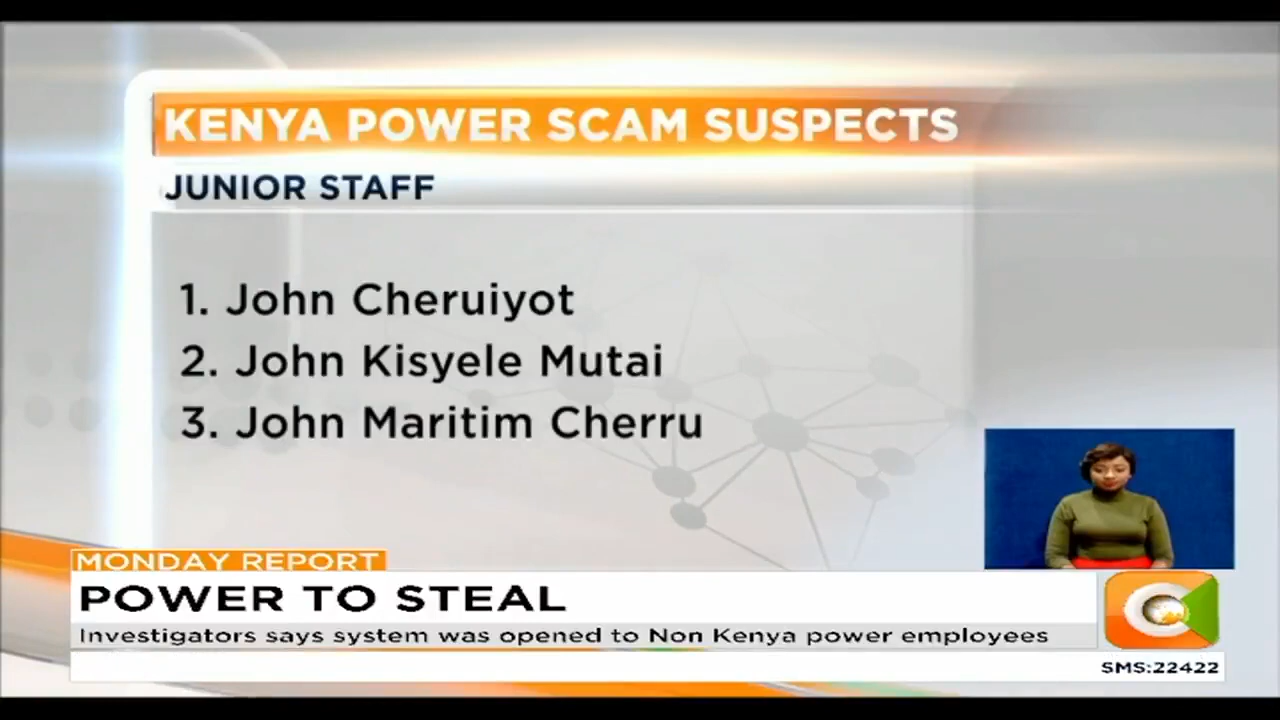 KENYA POWER SCAM SUSPECTS
JUNIOR STAFF
1. John Cheruiyot
2. John Kisyele Mutai
3. John Maritim Cherru
MONDAY REPORT
POWER TO STEAL
Investigators says system was opened to Non Kenya power employees
SMS:22422